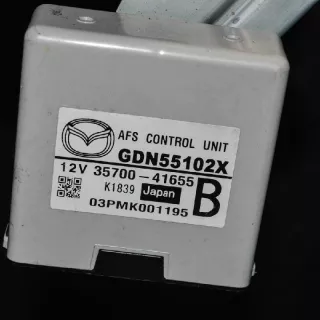 AFS CONTROL UNIT
GDN55102X
12V 35700-41655
K1839 Japan B
03PMK001195